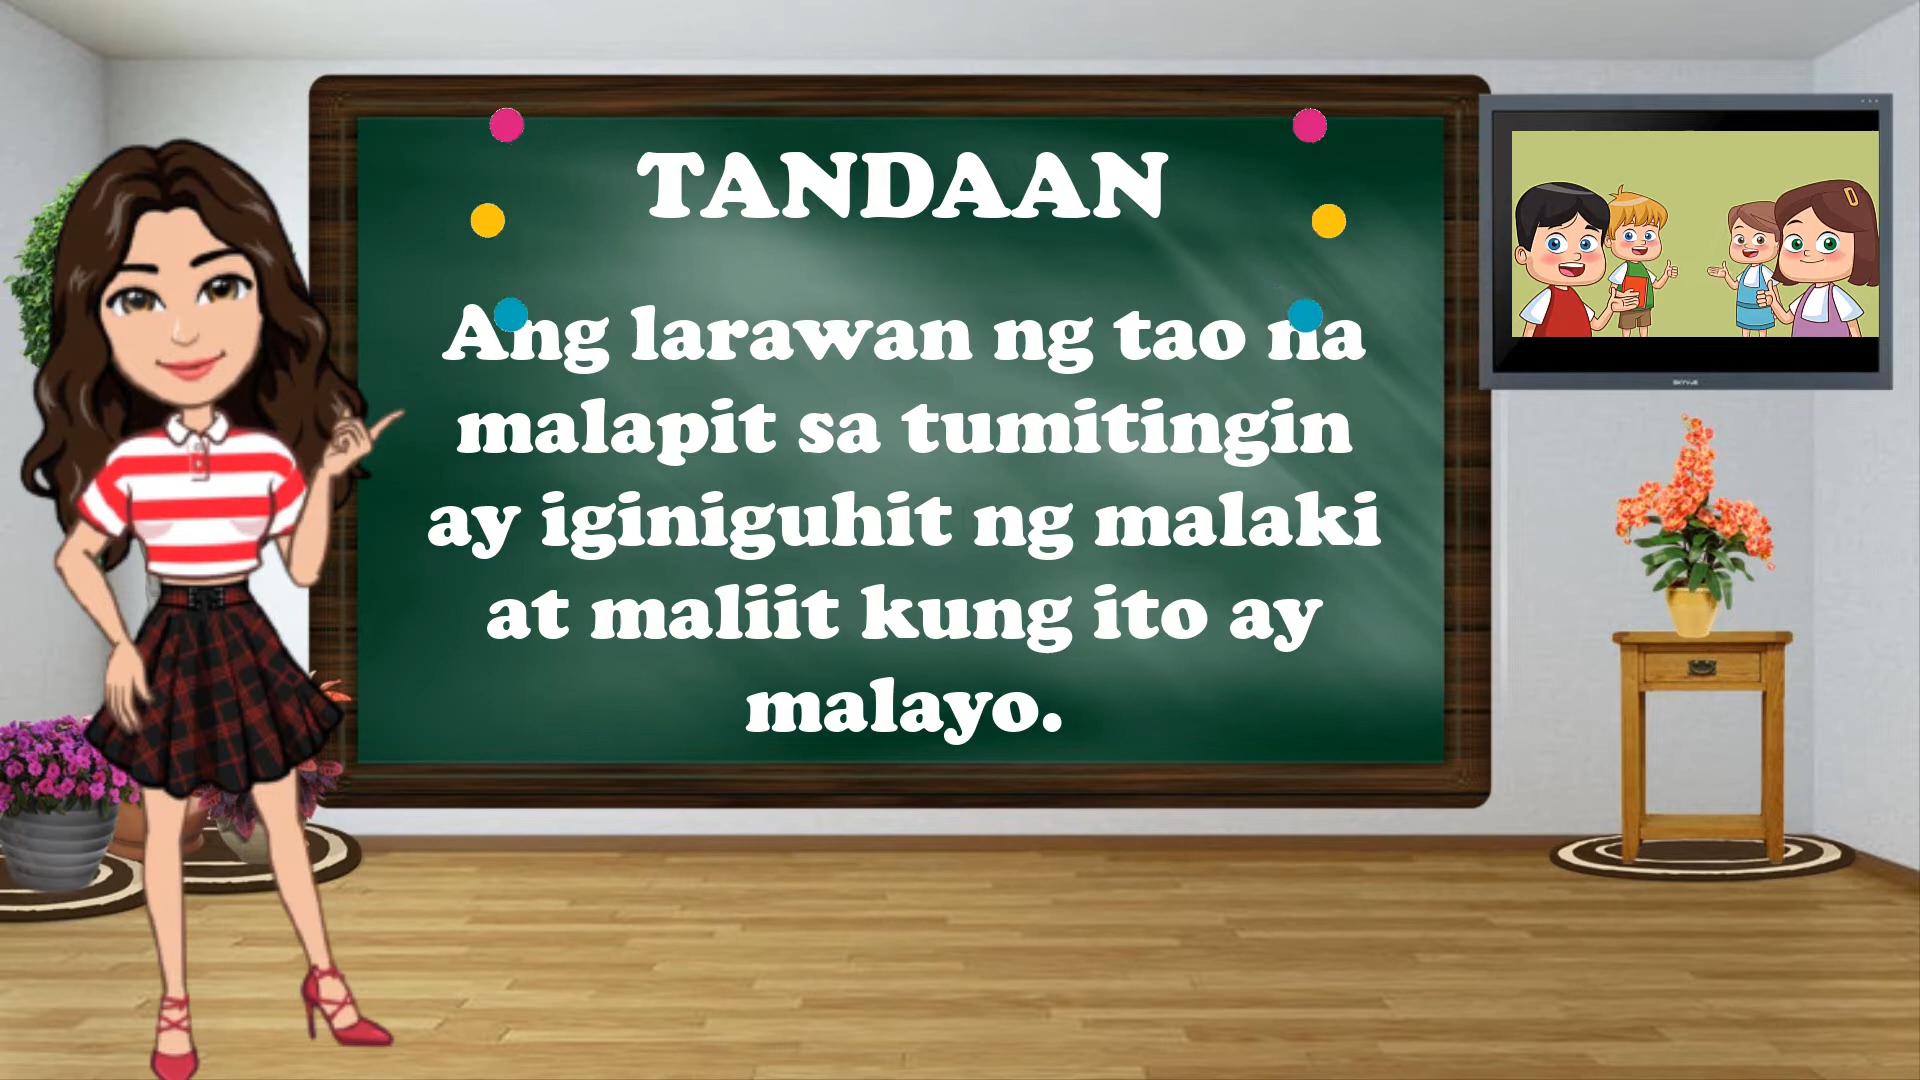 TANDAAN
Ang larawan ng tao na
malapit sa tumitingin
ay iginiguhit ng malaki
at maliit kung ito ay
malayo.